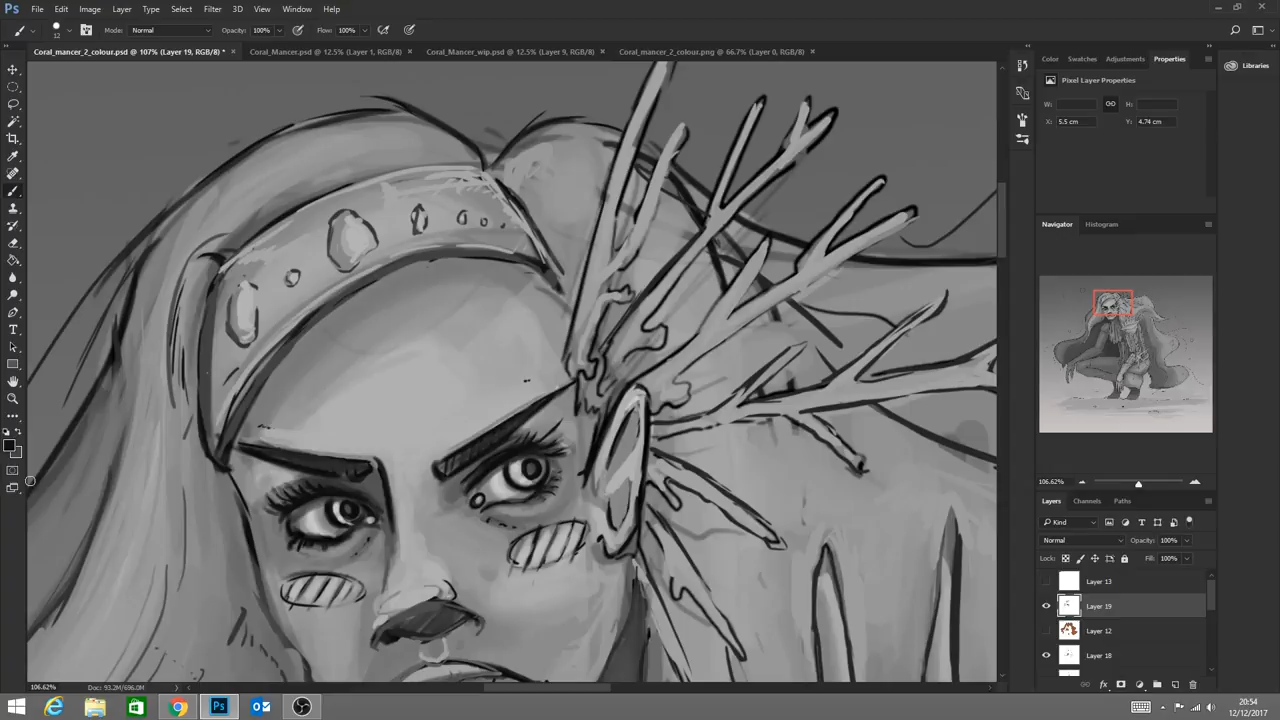 Ps File Edit Image Layer Type Select Filter 3D View Window Help
12 Mode: Normal Opacity: 100% Flow: 100%
Coral_mancer_2_colour.psd @ 107% (Layer 19, RGB/8) * × Coral_Mancer.psd @ 12.5% (Layer 1, RGB/8) × Coral_Mancer_wip.psd @ 12.5% (Layer 9, RGB/8) × Coral_mancer_2_colour.png @ 66.7% (Layer 0, RGB/8) ×
Color Swatches Adjustments Properties
Libraries
Pixel Layer Properties
W: H:
X: 5.5 cm Y: 4.74 cm
Navigator Histogram
106.62%
Layers Channels Paths
Kind
Normal Opacity: 100%
Lock: Fill: 100%
Layer 13
Layer 19
Layer 12
Layer 18
106.62% Doc: 93.2M/696.0M
20:54
12/12/2017